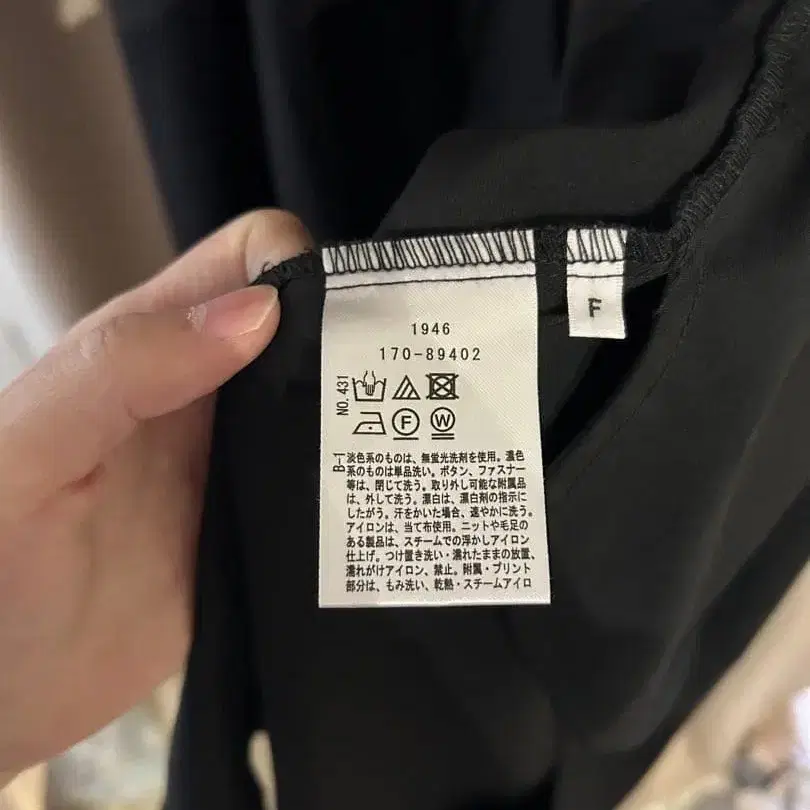 F
1946
170-89402
NO. 431
F W
B-1
淡色系のものは、無蛍光洗剤を使用。濃色
系のものは単品洗い。ボタン、ファスナー
等は、閉じて洗う。取り外し可能な附属品
は、外して洗う。漂白は、漂白剤の指示に
したがう。汗をかいた場合、速やかに洗う。
アイロンは、当て布使用。ニットや毛足の
ある製品は、スチームでの浮かしアイロン
仕上げ。つけ置き洗い・濡れたままの放置、
濡れがけアイロン、禁止。附属・プリント
部分は、もみ洗い、乾熱・スチームアイロ